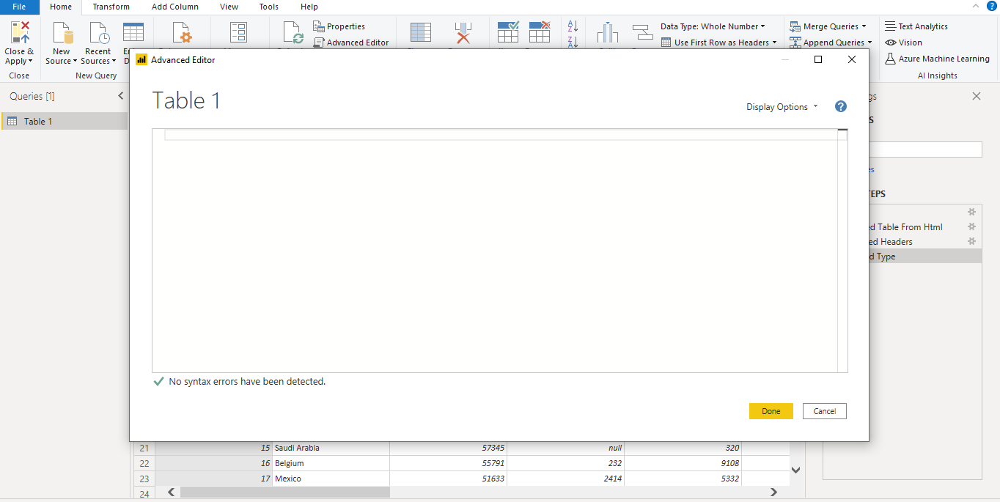 File Home Transform Add Column View Tools Help
Close & Apply
Close
New Source
Recent Sources
New Query
Properties
Advanced Editor
Data Type: Whole Number
Use First Row as Headers
Merge Queries
Append Queries
Text Analytics
Vision
Azure Machine Learning
AI Insights
Queries [1]
Table 1
Advanced Editor
Table 1
Display Options
?
No syntax errors have been detected.
Done Cancel
gs
S
es
TEPS
ed Table From Html
ed Headers
d Type
21 15 Saudi Arabia 57345 null 320
22 16 Belgium 55791 232 9108
23 17 Mexico 51633 2414 5332
24